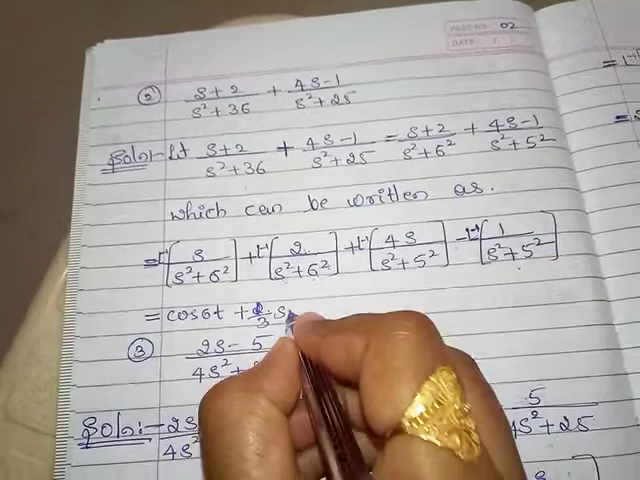 PAGE NO. 02
DATE: / /
② s+2/s²+36 + 4s-1/s²+25
Soln:- Let s+2/s²+36 + 4s-1/s²+25 = s+2/s²+6² + 4s-1/s²+5²
which can be written as.
= L⁻¹[s/s²+6²] + L⁻¹[2/s²+6²] + L⁻¹[4s/s²+5²] - L⁻¹[1/s²+5²]
= cos6t + 2/3 s
③ 2s-5/4s²+
Soln:- 2s/4s² 5/4s²+25